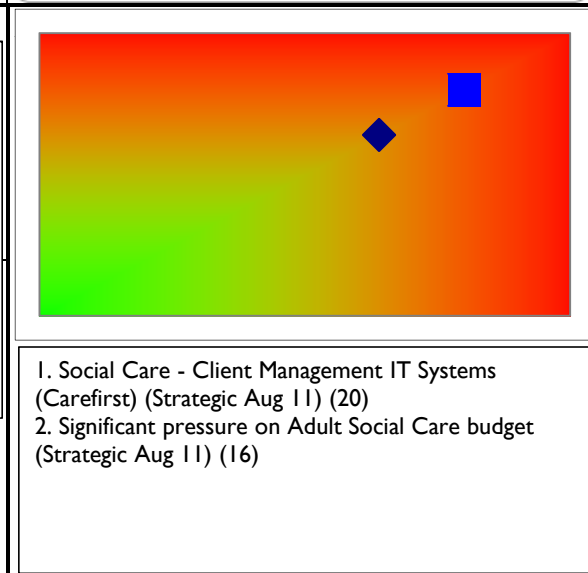 1. Social Care - Client Management IT Systems
(Carefirst) (Strategic Aug 11) (20)
2. Significant pressure on Adult Social Care budget
(Strategic Aug 11) (16)